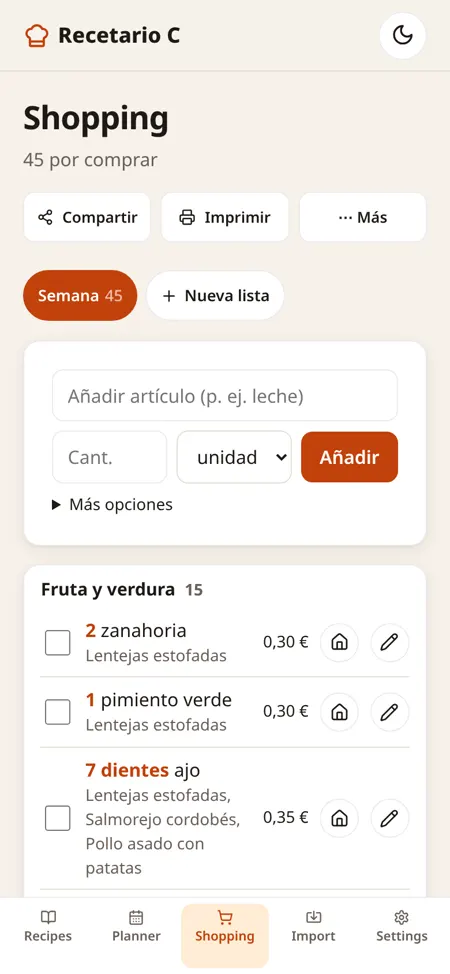 Recetario C
Shopping
45 por comprar
Compartir
Imprimir
··· Más
Semana 45
+ Nueva lista
Añadir artículo (p. ej. leche)
Cant.
unidad
Añadir
Más opciones
Fruta y verdura 15
2 zanahoria
Lentejas estofadas
0,30 €
1 pimiento verde
Lentejas estofadas
0,30 €
7 dientes ajo
Lentejas estofadas,
Salmorejo cordobés,
Pollo asado con
patatas
0,35 €
Recipes
Planner
Shopping
Import
Settings